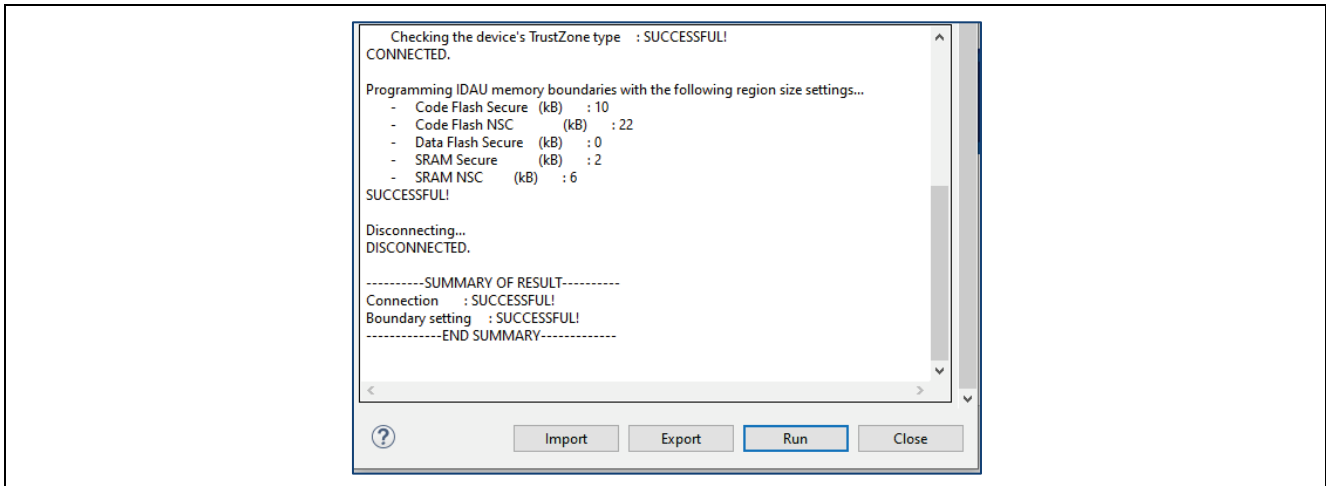 Checking the device's TrustZone type : SUCCESSFUL!
CONNECTED.
Programming IDAU memory boundaries with the following region size settings...
- Code Flash Secure (kB) : 10
- Code Flash NSC (kB) : 22
- Data Flash Secure (kB) : 0
- SRAM Secure (kB) : 2
- SRAM NSC (kB) : 6
SUCCESSFUL!
Disconnecting...
DISCONNECTED.
----------SUMMARY OF RESULT----------
Connection : SUCCESSFUL!
Boundary setting : SUCCESSFUL!
-------------END SUMMARY-------------
? Import Export Run Close